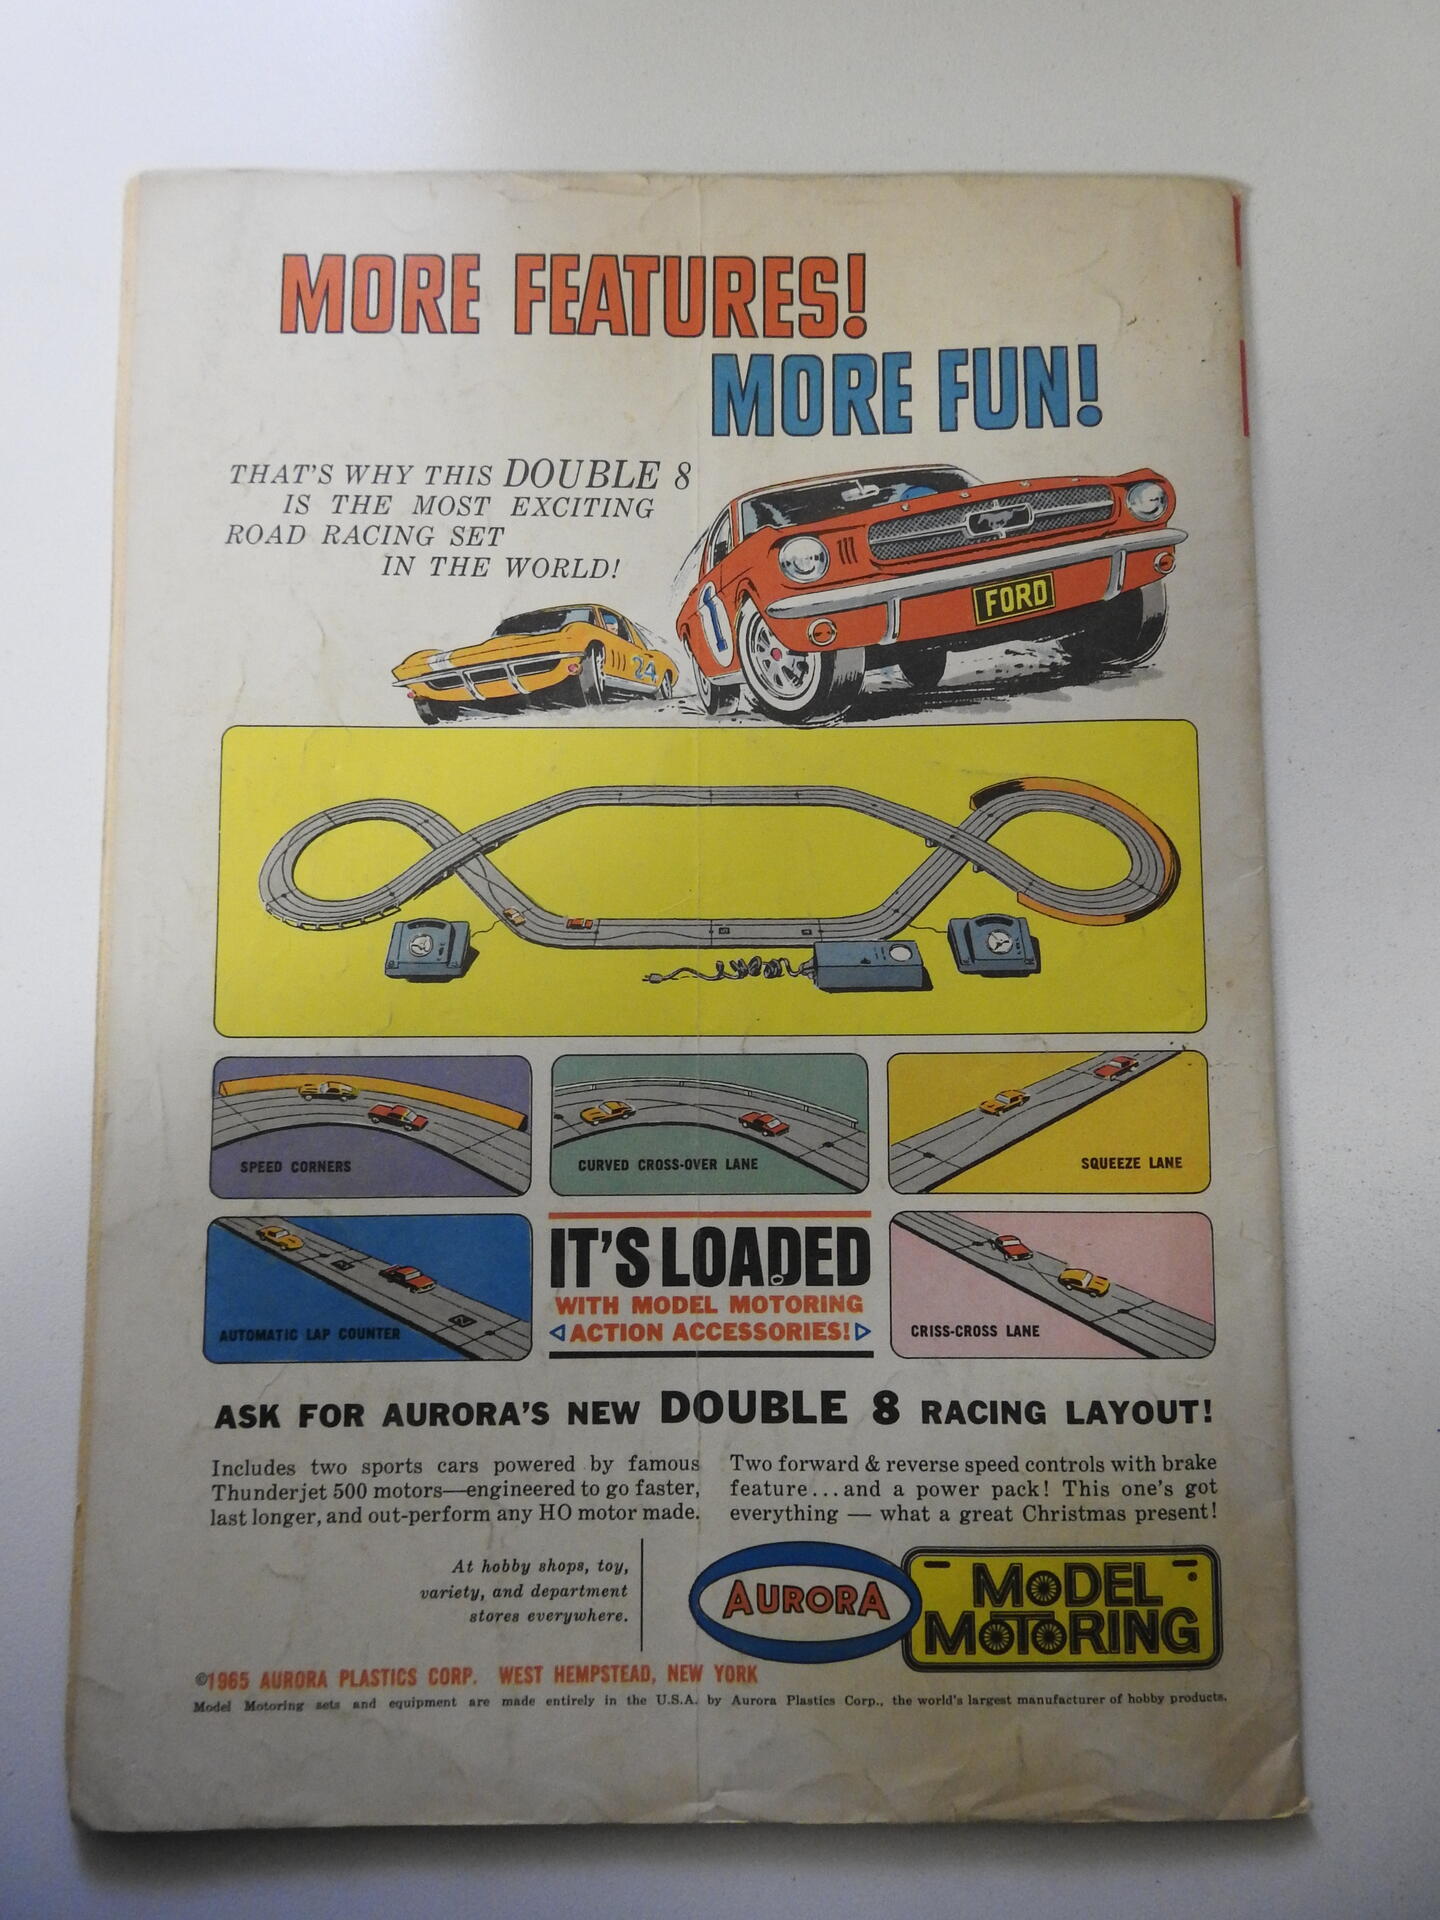 MORE FEATURES!
MORE FUN!
THAT'S WHY THIS DOUBLE 8
IS THE MOST EXCITING
ROAD RACING SET
IN THE WORLD!
FORD
1
24
SPEED CORNERS
CURVED CROSS-OVER LANE
SQUEEZE LANE
AUTOMATIC LAP COUNTER
IT'S LOADED
WITH MODEL MOTORING
ACTION ACCESSORIES!
CRISS-CROSS LANE
ASK FOR AURORA'S NEW DOUBLE 8 RACING LAYOUT!
Includes two sports cars powered by famous
Thunderjet 500 motors—engineered to go faster,
last longer, and out-perform any HO motor made.
Two forward & reverse speed controls with brake
feature...and a power pack! This one's got
everything — what a great Christmas present!
At hobby shops, toy,
variety, and department
stores everywhere.
AURORA
MODEL
MOTORING
©1965 AURORA PLASTICS CORP. WEST HEMPSTEAD, NEW YORK
Model Motoring sets and equipment are made entirely in the U.S.A. by Aurora Plastics Corp., the world's largest manufacturer of hobby products.